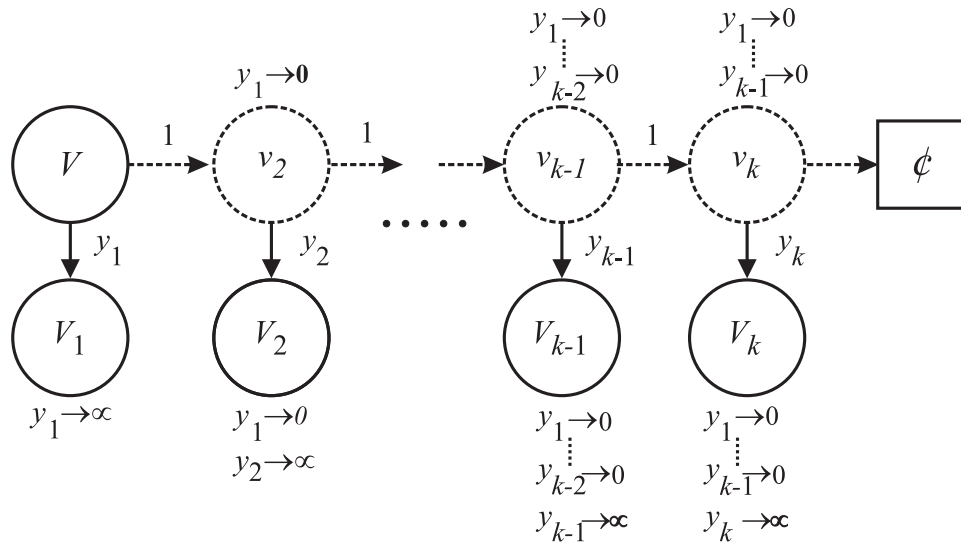 y₁→0 y₁→0
y₁→0 yₖ₋₂→0 yₖ₋₁→0
V 1 v₂ 1 vₖ₋₁ 1 vₖ ¢
y₁ y₂ yₖ₋₁ yₖ
V₁ V₂ Vₖ₋₁ Vₖ
y₁→∝ y₁→0 y₁→0 y₁→0
y₂→∝ yₖ₋₂→0 yₖ₋₁→0
yₖ₋₁→∝ yₖ→∝